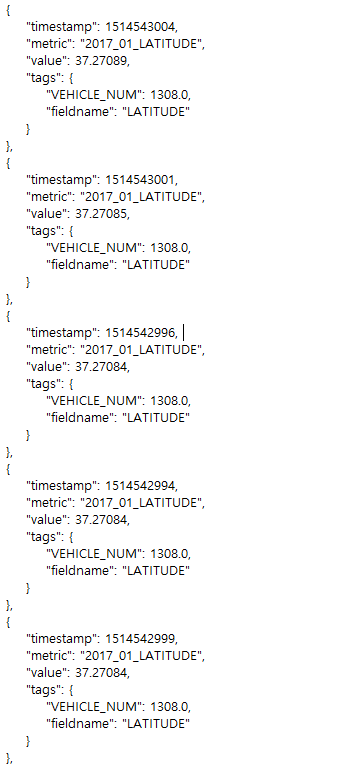 {
"timestamp": 1514543004,
"metric": "2017_01_LATITUDE",
"value": 37.27089,
"tags": {
"VEHICLE_NUM": 1308.0,
"fieldname": "LATITUDE"
}
},
{
"timestamp": 1514543001,
"metric": "2017_01_LATITUDE",
"value": 37.27085,
"tags": {
"VEHICLE_NUM": 1308.0,
"fieldname": "LATITUDE"
}
},
{
"timestamp": 1514542996,
"metric": "2017_01_LATITUDE",
"value": 37.27084,
"tags": {
"VEHICLE_NUM": 1308.0,
"fieldname": "LATITUDE"
}
},
{
"timestamp": 1514542994,
"metric": "2017_01_LATITUDE",
"value": 37.27084,
"tags": {
"VEHICLE_NUM": 1308.0,
"fieldname": "LATITUDE"
}
},
{
"timestamp": 1514542999,
"metric": "2017_01_LATITUDE",
"value": 37.27084,
"tags": {
"VEHICLE_NUM": 1308.0,
"fieldname": "LATITUDE"
}
},